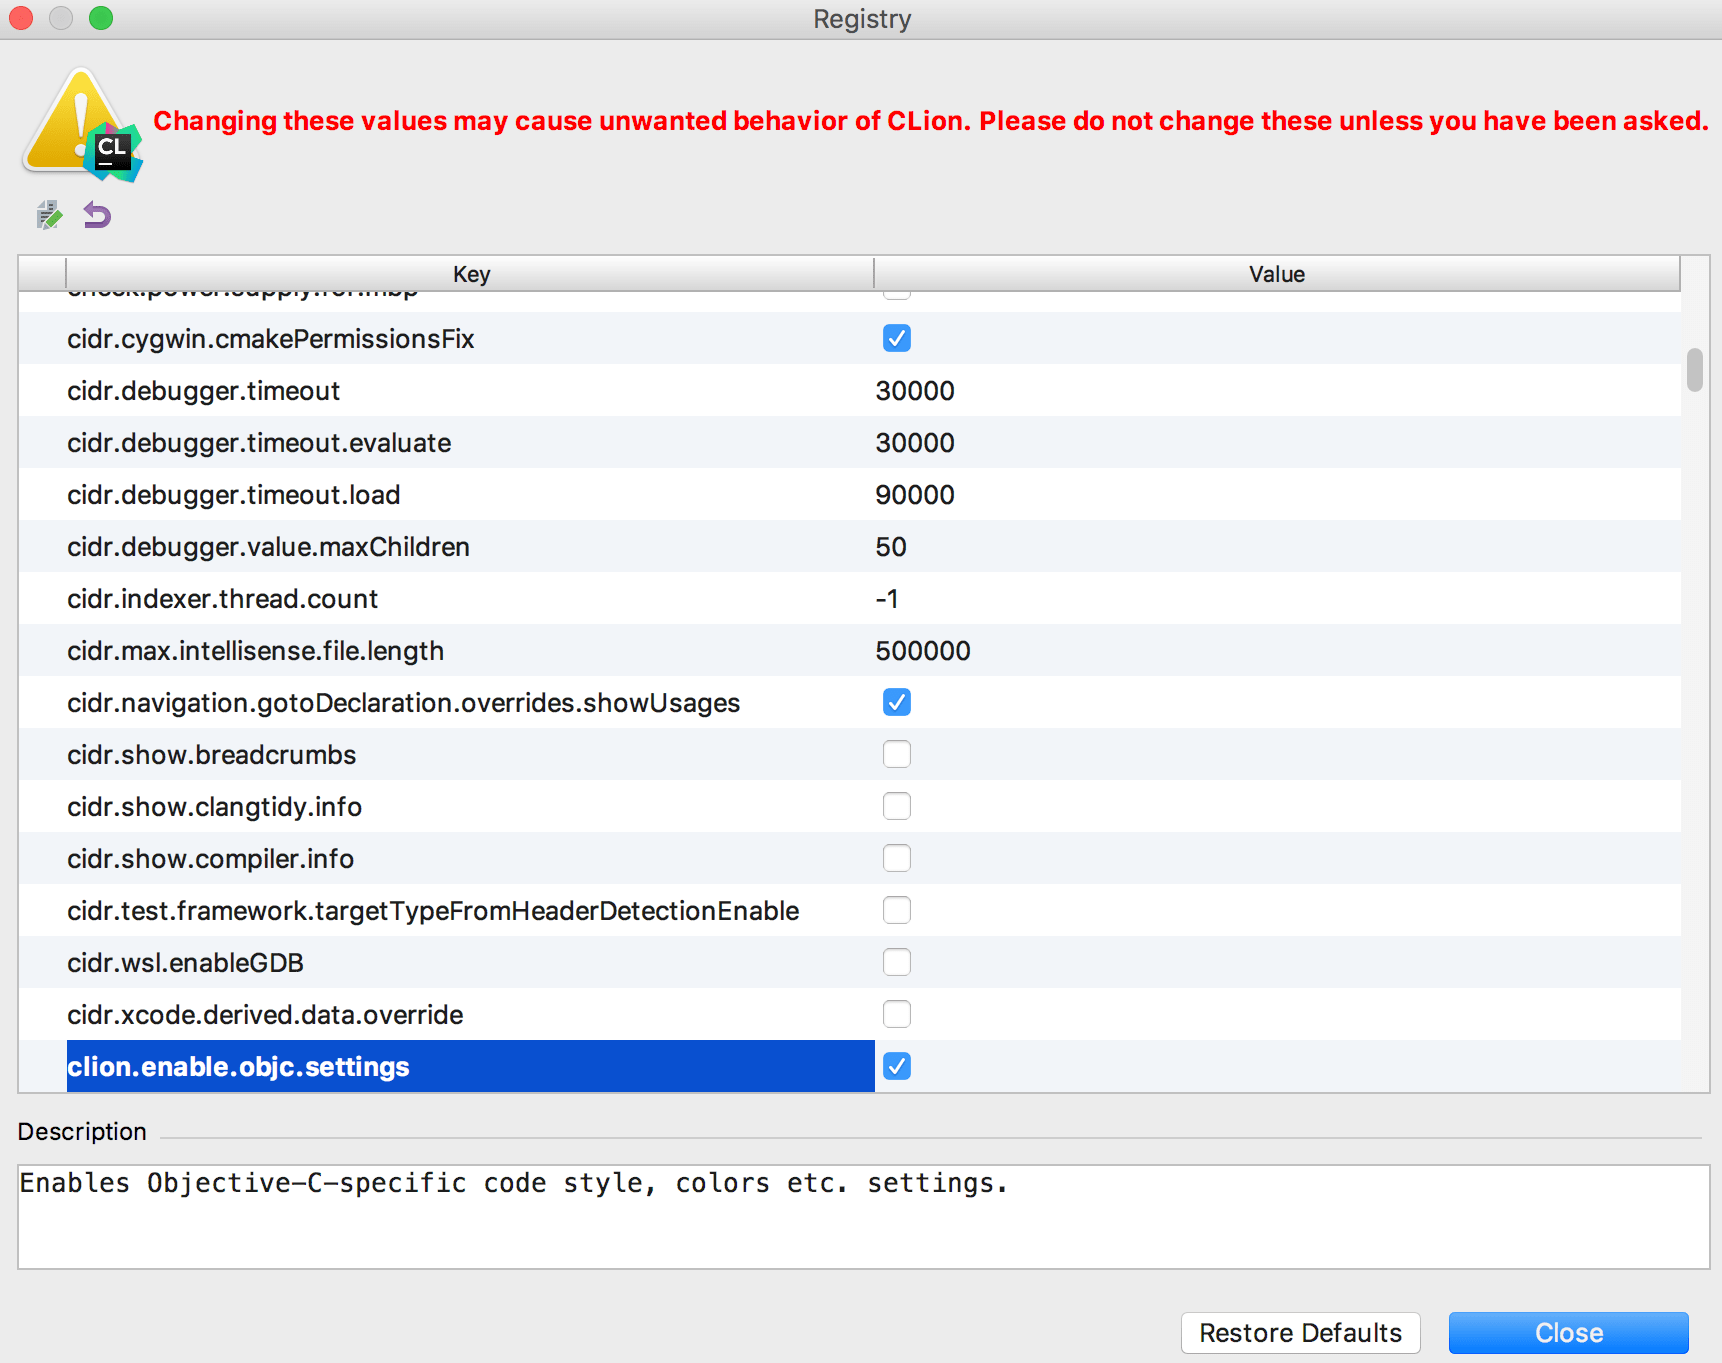 Registry
Changing these values may cause unwanted behavior of CLion. Please do not change these unless you have been asked.
CL
Key Value
check.power.supply.for.mbp
cidr.cygwin.cmakePermissionsFix
cidr.debugger.timeout 30000
cidr.debugger.timeout.evaluate 30000
cidr.debugger.timeout.load 90000
cidr.debugger.value.maxChildren 50
cidr.indexer.thread.count -1
cidr.max.intellisense.file.length 500000
cidr.navigation.gotoDeclaration.overrides.showUsages
cidr.show.breadcrumbs
cidr.show.clangtidy.info
cidr.show.compiler.info
cidr.test.framework.targetTypeFromHeaderDetectionEnable
cidr.wsl.enableGDB
cidr.xcode.derived.data.override
clion.enable.objc.settings
Description
Enables Objective-C-specific code style, colors etc. settings.
Restore Defaults Close